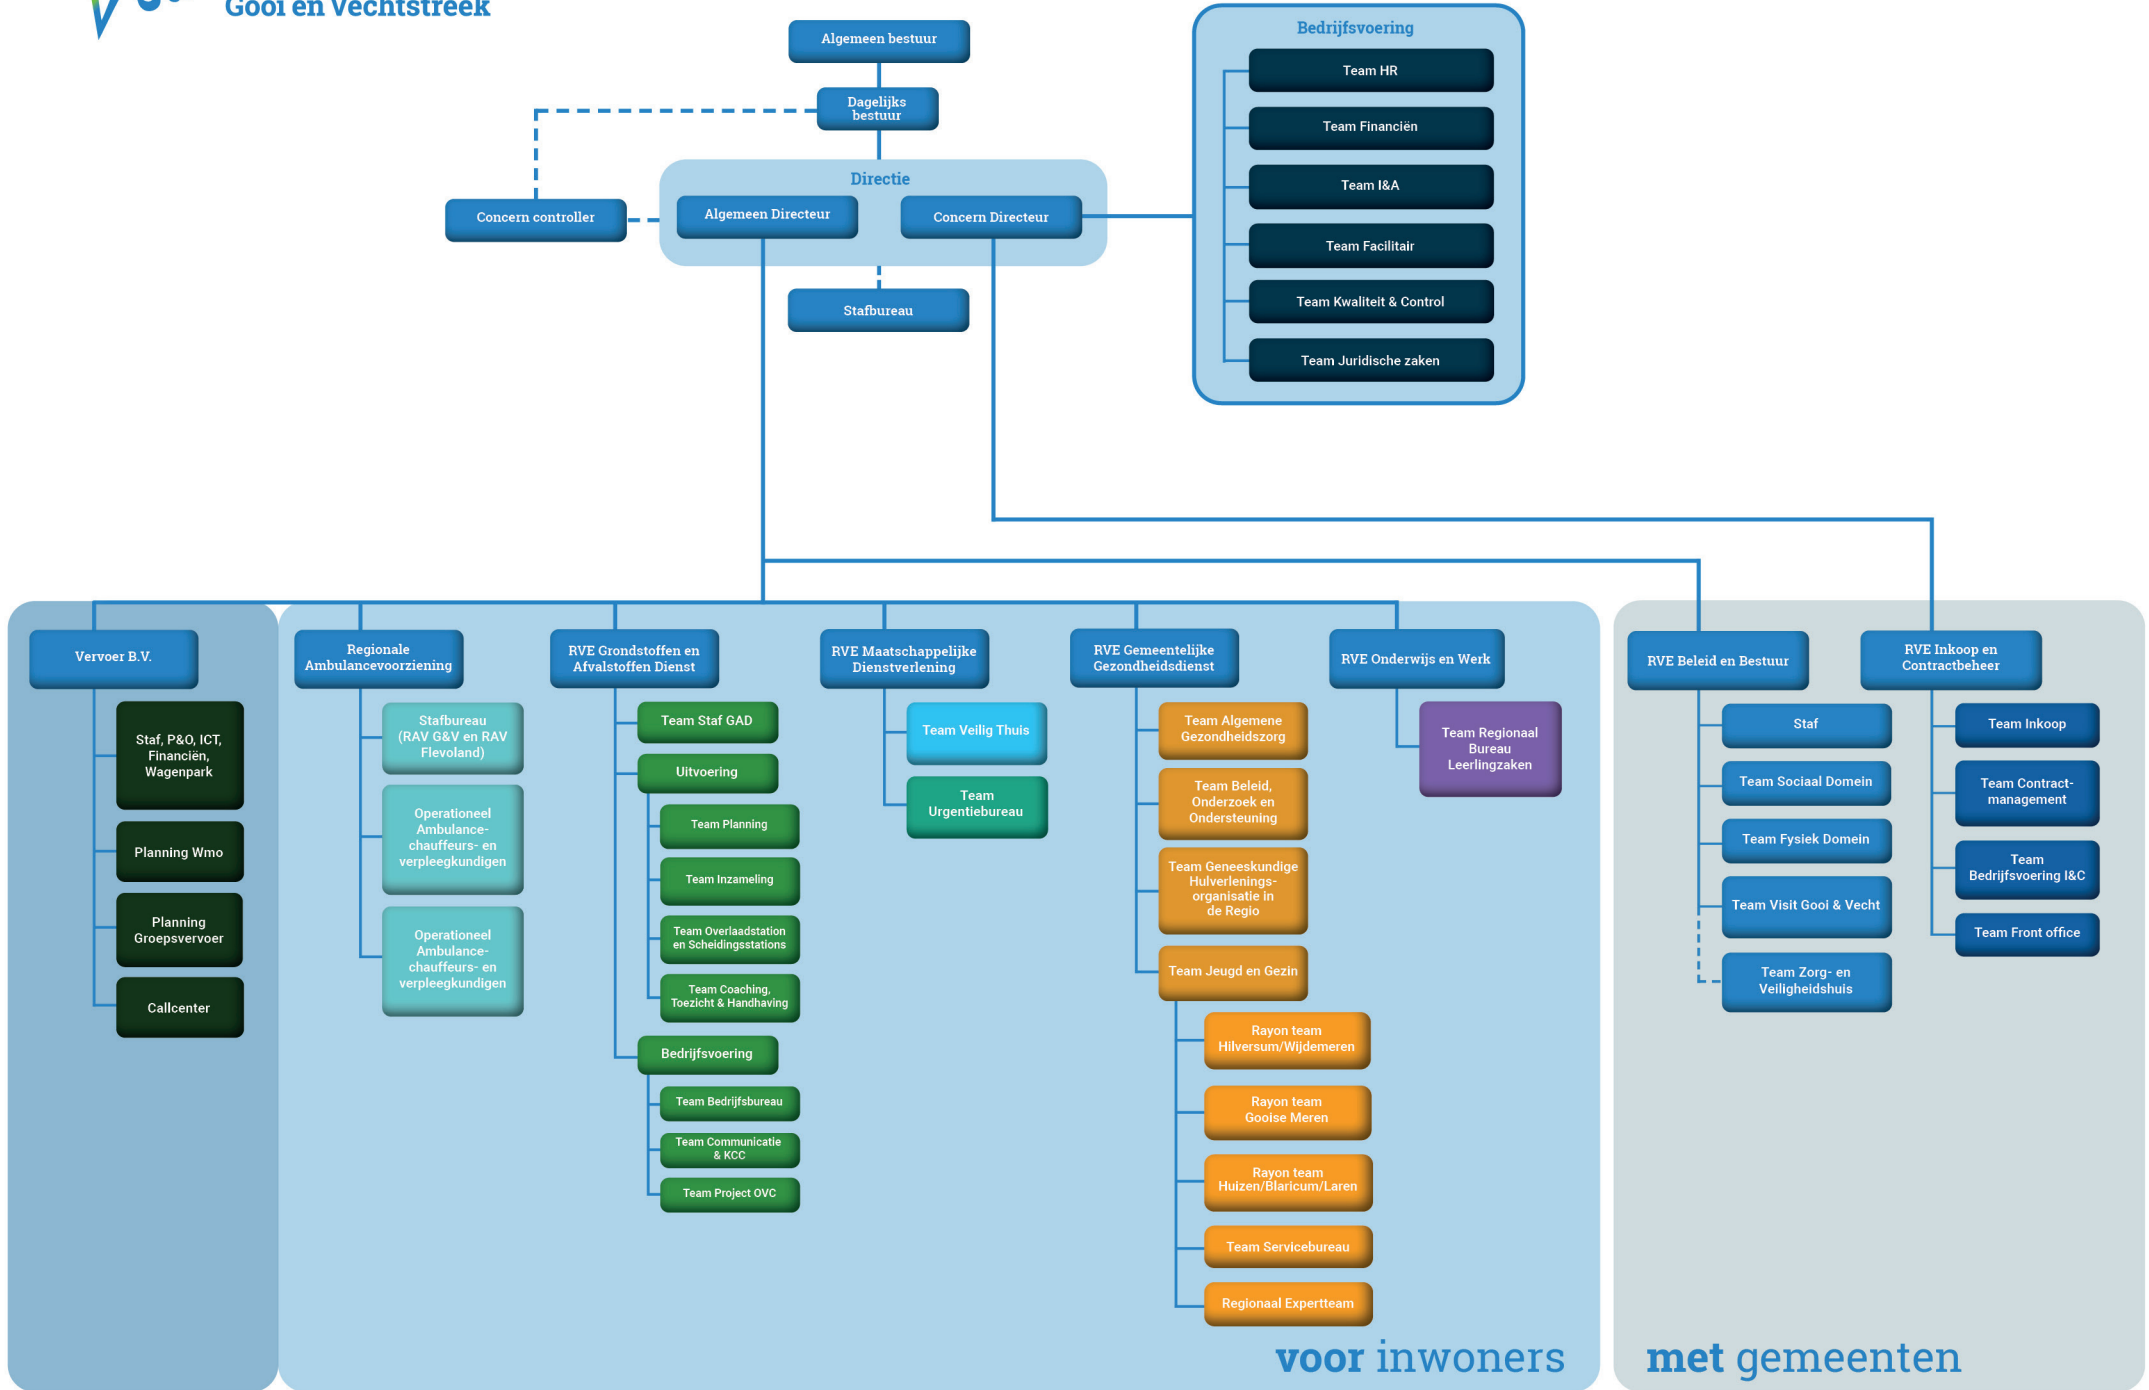 Gooi en Vechtstreek
Algemeen bestuur
Dagelijks
bestuur
Directie
Algemeen Directeur
Concern Directeur
Concern controller
Stafbureau
Bedrijfsvoering
Team HR
Team Financiën
Team I&A
Team Facilitair
Team Kwaliteit & Control
Team Juridische zaken
Vervoer B.V.
Staf, P&O, ICT,
Financiën,
Wagenpark
Planning Wmo
Planning
Groepsvervoer
Callcenter
Regionale
Ambulancevoorziening
Stafbureau
(RAV G&V en RAV
Flevoland)
Operationeel
Ambulance-
chauffeurs- en
verpleegkundigen
Operationeel
Ambulance-
chauffeurs- en
verpleegkundigen
RVE Grondstoffen en
Afvalstoffen Dienst
Team Staf GAD
Uitvoering
Team Planning
Team Inzameling
Team Overlaadstation
en Scheidingsstations
Team Coaching,
Toezicht & Handhaving
Bedrijfsvoering
Team Bedrijfsbureau
Team Communicatie
& KCC
Team Project OVC
RVE Maatschappelijke
Dienstverlening
Team Veilig Thuis
Team
Urgentiebureau
RVE Gemeentelijke
Gezondheidsdienst
Team Algemene
Gezondheidszorg
Team Beleid,
Onderzoek en
Ondersteuning
Team Geneeskundige
Hulverlenings-
organisatie in
de Regio
Team Jeugd en Gezin
Rayon team
Hilversum/Wijdemeren
Rayon team
Gooise Meren
Rayon team
Huizen/Blaricum/Laren
Team Servicebureau
Regionaal Expertteam
RVE Onderwijs en Werk
Team Regionaal
Bureau
Leerlingzaken
voor inwoners
RVE Beleid en Bestuur
Staf
Team Sociaal Domein
Team Fysiek Domein
Team Visit Gooi & Vecht
Team Zorg- en
Veiligheidshuis
RVE Inkoop en
Contractbeheer
Team Inkoop
Team Contract-
management
Team
Bedrijfsvoering I&C
Team Front office
met gemeenten